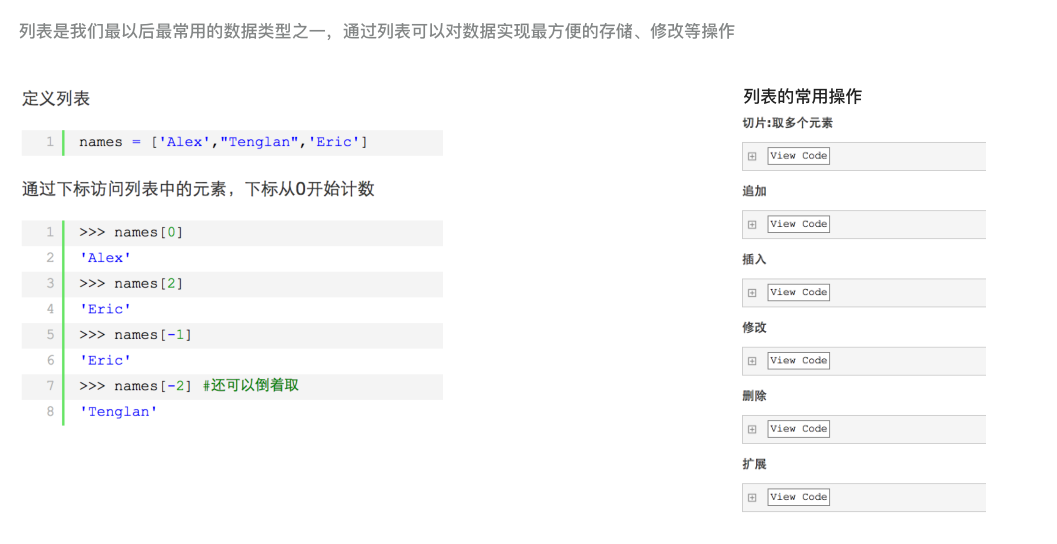 列表是我们最以后最常用的数据类型之一，通过列表可以对数据实现最方便的存储、修改等操作
定义列表
1 names = ['Alex',"Tenglan",'Eric']
通过下标访问列表中的元素，下标从0开始计数
1 >>> names[0]
2 'Alex'
3 >>> names[2]
4 'Eric'
5 >>> names[-1]
6 'Eric'
7 >>> names[-2] #还可以倒着取
8 'Tenglan'
列表的常用操作
切片:取多个元素
View Code
追加
View Code
插入
View Code
修改
View Code
删除
View Code
扩展
View Code